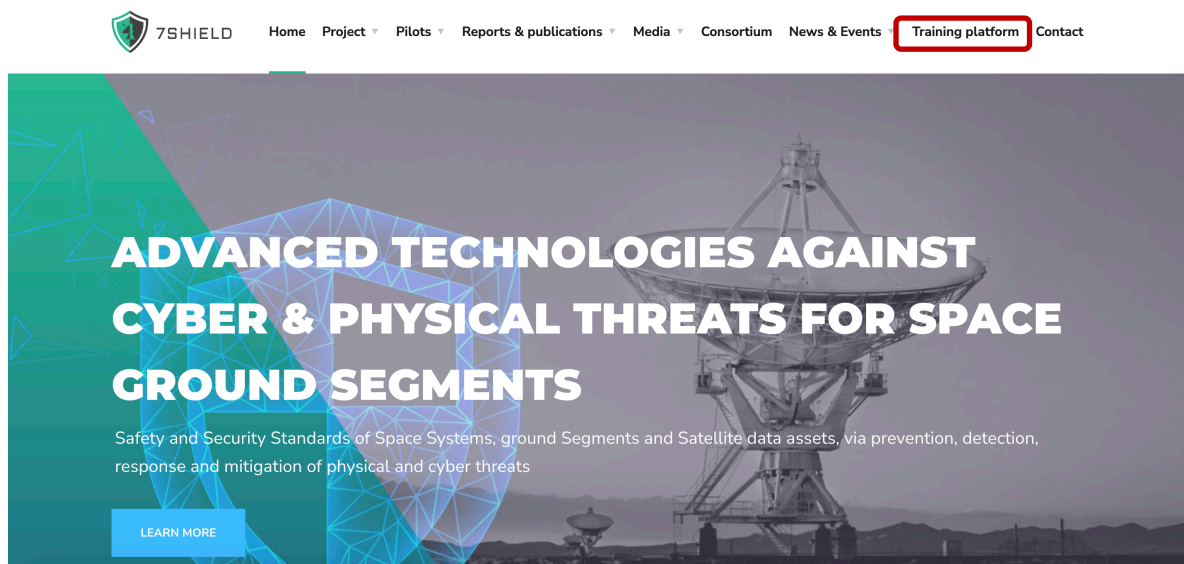 7SHIELD
Home Project Pilots Reports & publications Media Consortium News & Events Training platform Contact
ADVANCED TECHNOLOGIES AGAINST
CYBER & PHYSICAL THREATS FOR SPACE
GROUND SEGMENTS
Safety and Security Standards of Space Systems, ground Segments and Satellite data assets, via prevention, detection,
response and mitigation of physical and cyber threats
LEARN MORE